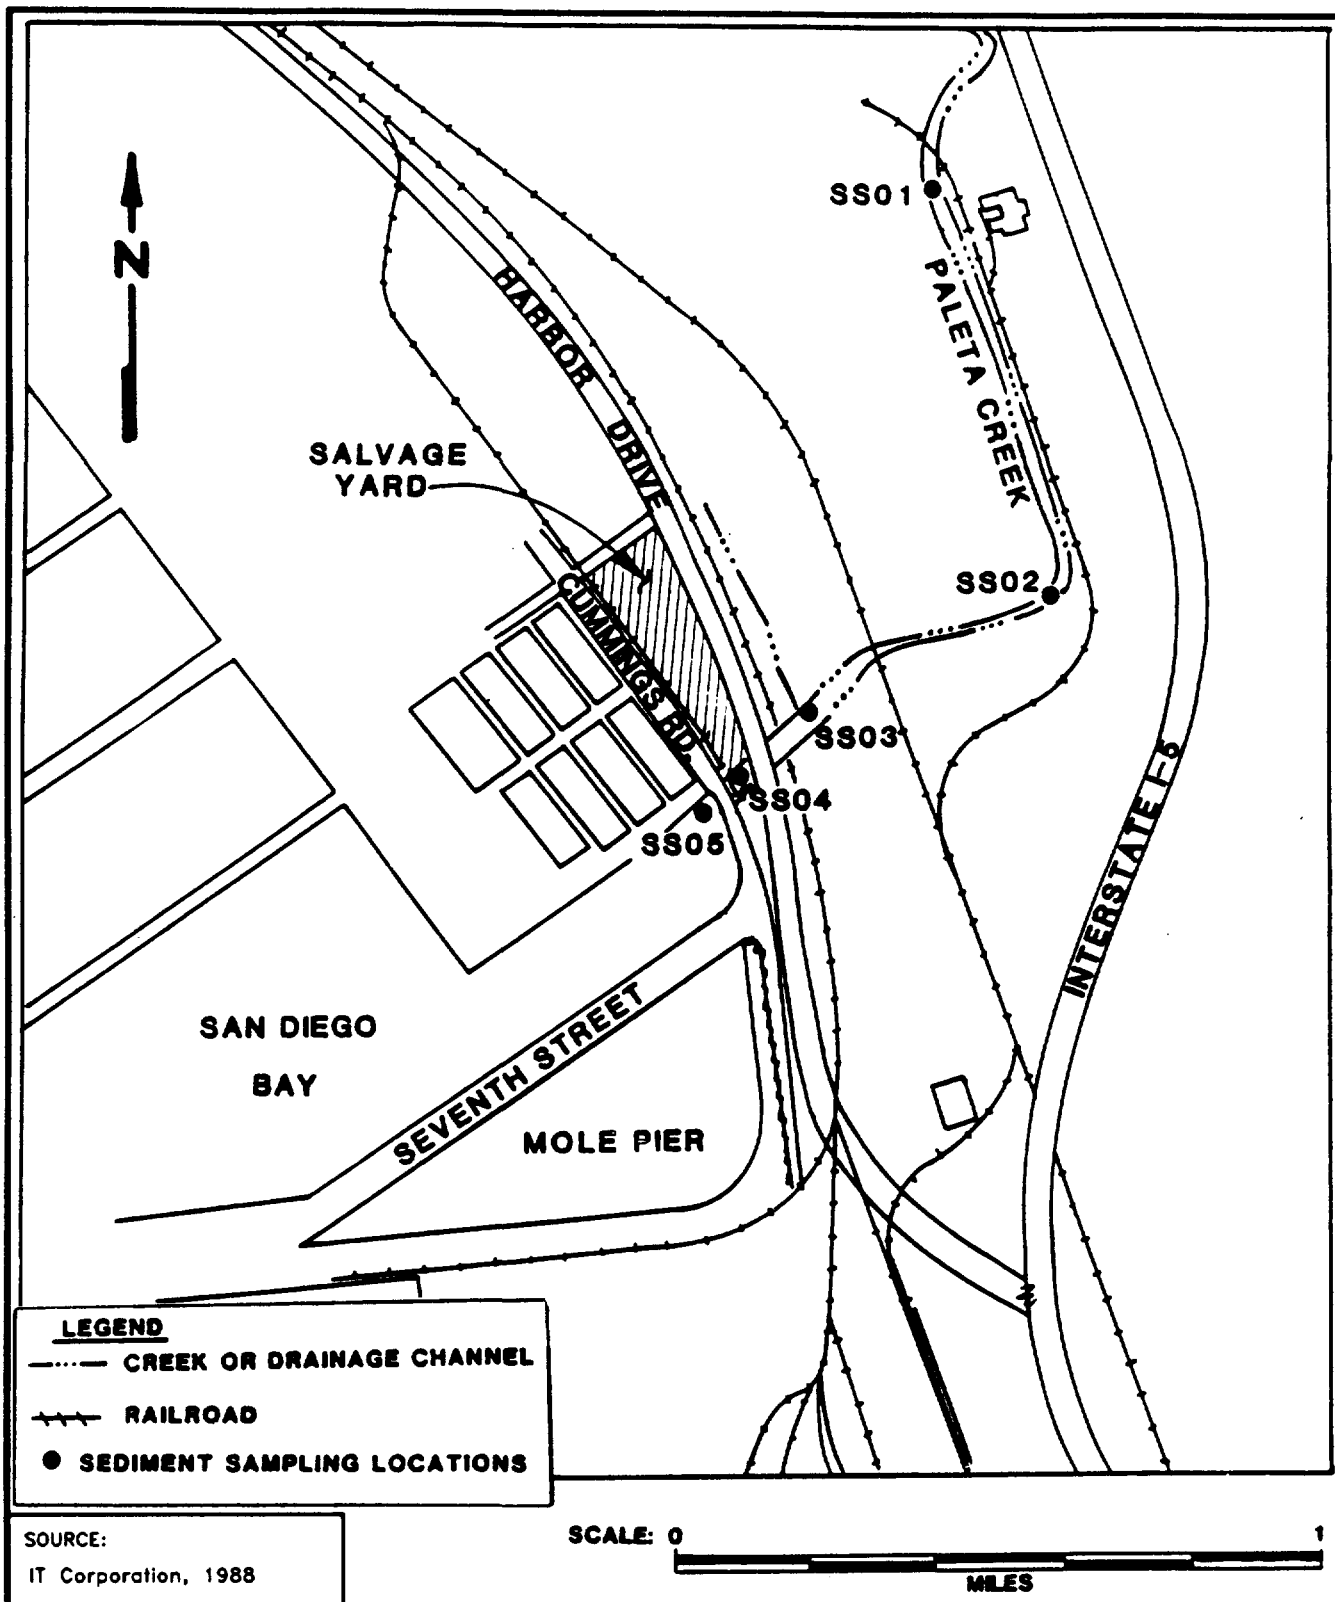 N
SS01
PALETA CREEK
HARBOR DRIVE
SALVAGE
YARD
SS02
CUMMINGS RD.
SS03
SS04
SS05
INTERSTATE I-5
SAN DIEGO
BAY
SEVENTH STREET
MOLE PIER
LEGEND
CREEK OR DRAINAGE CHANNEL
RAILROAD
SEDIMENT SAMPLING LOCATIONS
SOURCE:
IT Corporation, 1988
SCALE: 0 1
MILES